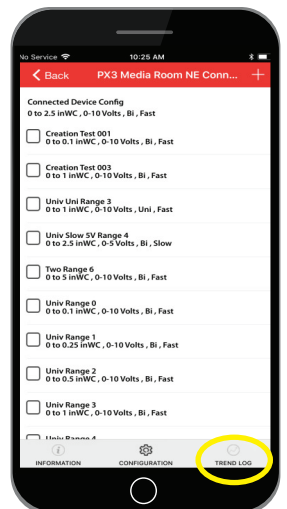 No Service 10:25 AM
Back PX3 Media Room NE Conn... +
Connected Device Config
0 to 2.5 inWC , 0-10 Volts , Bi , Fast
Creation Test 001
0 to 0.1 inWC , 0-10 Volts , Bi , Fast
Creation Test 003
0 to 1 inWC , 0-10 Volts , Bi , Fast
Univ Uni Range 3
0 to 1 inWC , 0-10 Volts , Uni , Fast
Univ Slow 5V Range 4
0 to 2.5 inWC , 0-5 Volts , Bi , Slow
Two Range 6
0 to 5 inWC , 0-10 Volts , Bi , Fast
Univ Range 0
0 to 0.1 inWC , 0-10 Volts , Bi , Fast
Univ Range 1
0 to 0.25 inWC , 0-10 Volts , Bi , Fast
Univ Range 2
0 to 0.5 inWC , 0-10 Volts , Bi , Fast
Univ Range 3
0 to 1 inWC , 0-10 Volts , Bi , Fast
Univ Range 4
INFORMATION CONFIGURATION TREND LOG